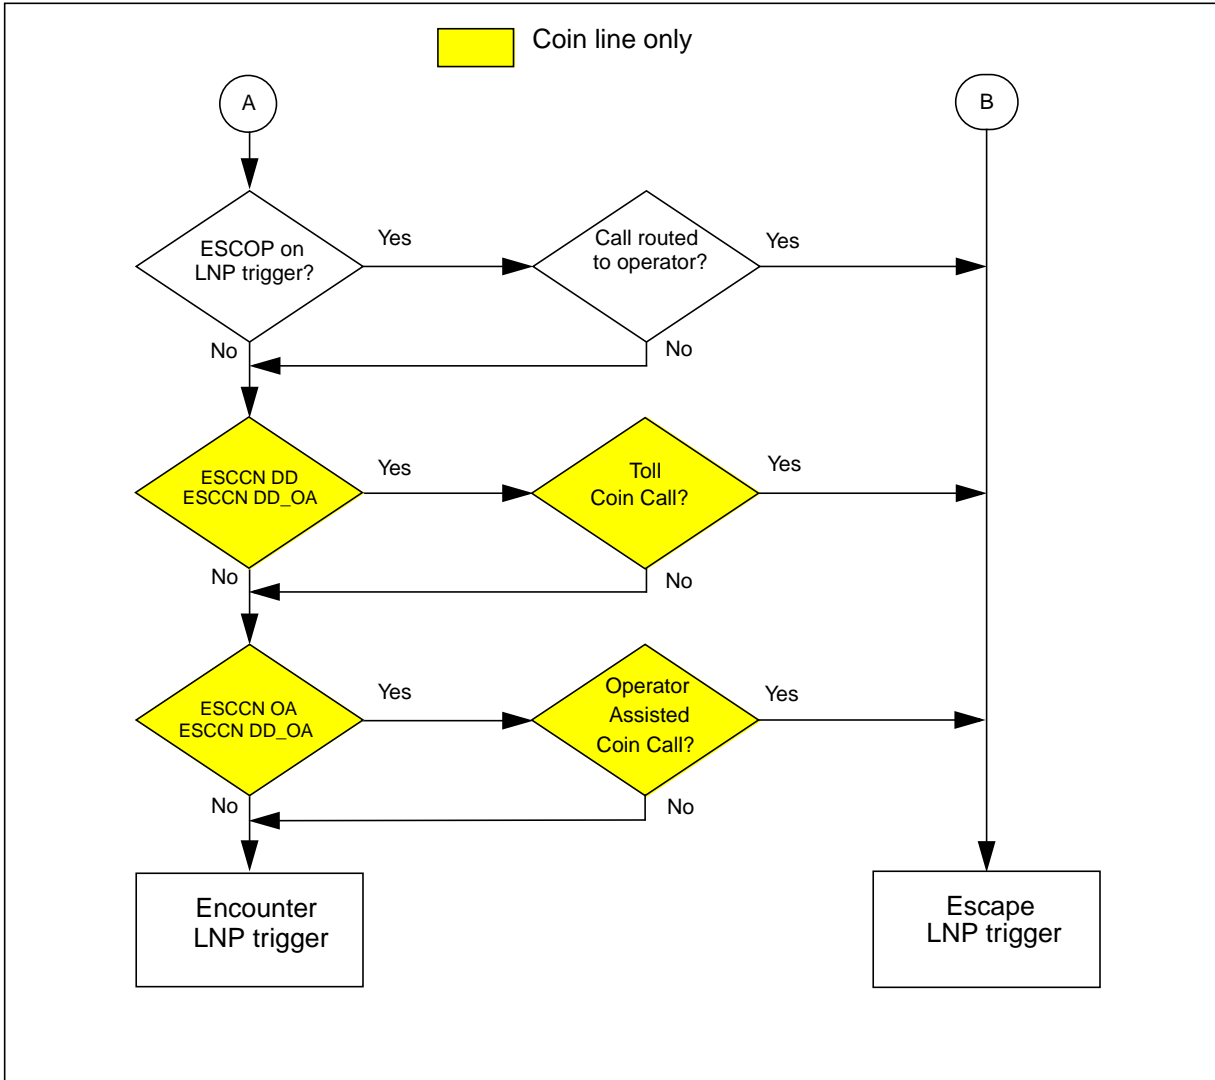 Coin line only
A
B
ESCOP on
LNP trigger?
Yes
Call routed
to operator?
Yes
No
No
ESCCN DD
ESCCN DD_OA
Yes
Toll
Coin Call?
Yes
No
No
ESCCN OA
ESCCN DD_OA
Yes
Operator
Assisted
Coin Call?
Yes
No
No
Encounter
LNP trigger
Escape
LNP trigger